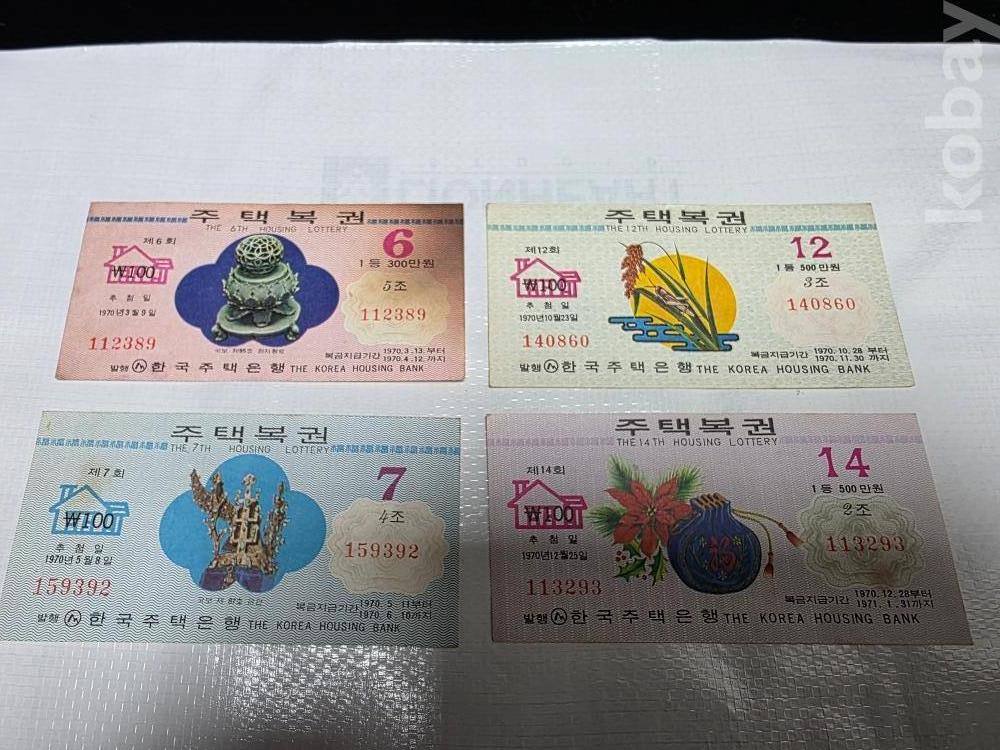 kobay
주택복권
THE 6TH HOUSING LOTTERY
제6회
6
₩100
1등 300만원
5조
추첨일
1970년3월9일
112389
112389
복금지급기간 1970.3.13.부터
1970.4.12.까지
발행 한국주택은행 THE KOREA HOUSING BANK
주택복권
THE 12TH HOUSING LOTTERY
제12회
12
₩100
1등 500만원
3조
추첨일
1970년10월23일
140860
140860
복금지급기간 1970.10.28부터
1970.11.30까지
발행 한국주택은행 THE KOREA HOUSING BANK
주택복권
THE 7TH HOUSING LOTTERY
제7회
7
₩100
4조
추첨일
1970년5월8일
159392
159392
복금지급기간 1970.5.11부터
1970.6.10까지
발행 한국주택은행 THE KOREA HOUSING BANK
주택복권
THE 14TH HOUSING LOTTERY
제14회
14
₩100
1등 500만원
2조
추첨일
1970년12월25일
113293
113293
福
복금지급기간 1970.12.28부터
1971.1.31까지
발행 한국주택은행 THE KOREA HOUSING BANK